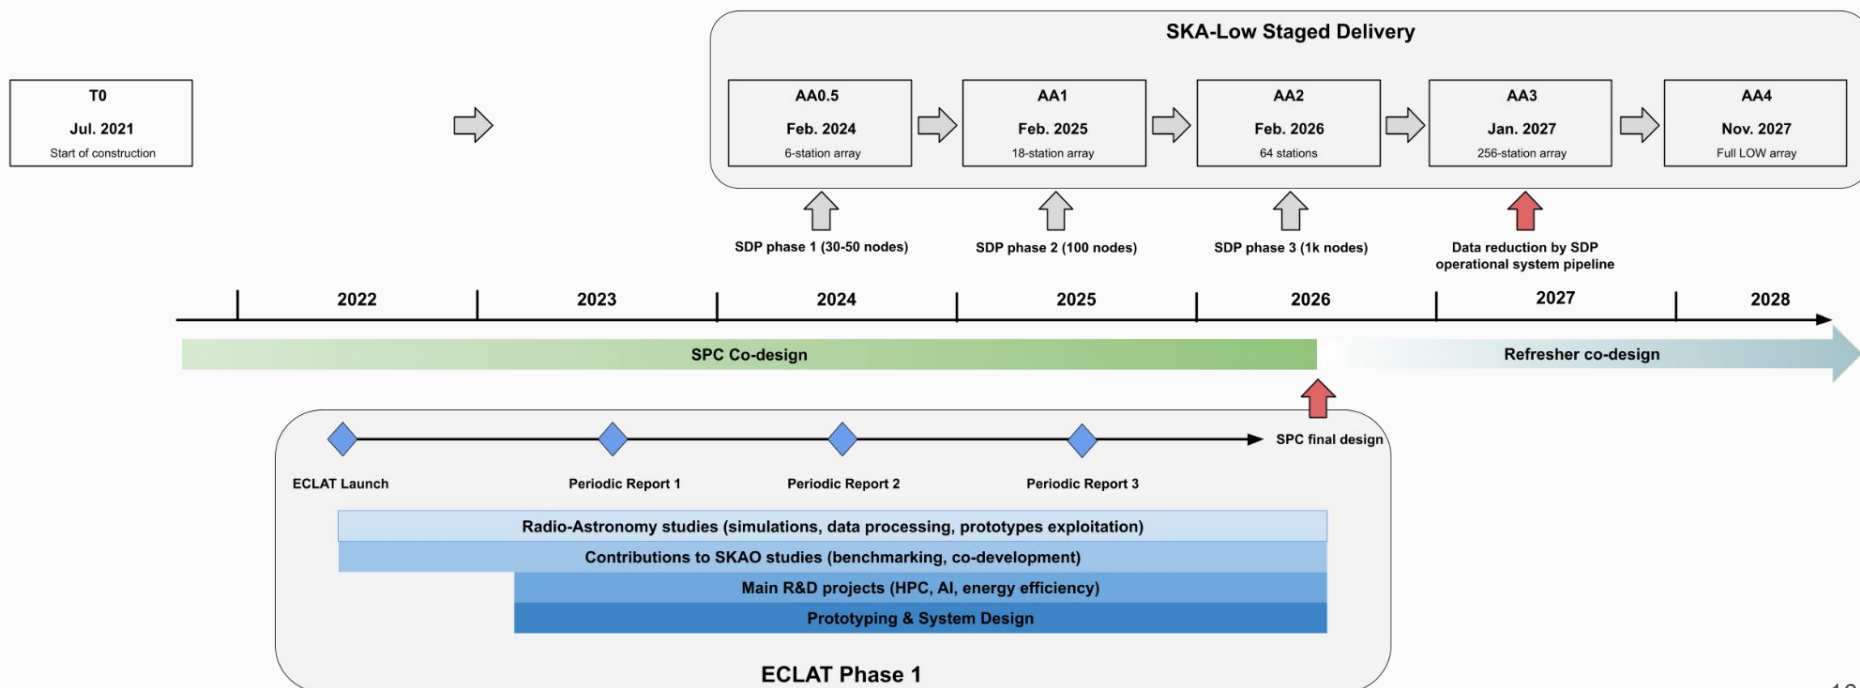 SKA-Low Staged Delivery
T0
Jul. 2021
Start of construction
AA0.5
Feb. 2024
6-station array
AA1
Feb. 2025
18-station array
AA2
Feb. 2026
64 stations
AA3
Jan. 2027
256-station array
AA4
Nov. 2027
Full LOW array
SDP phase 1 (30-50 nodes)
SDP phase 2 (100 nodes)
SDP phase 3 (1k nodes)
Data reduction by SDP
operational system pipeline
2022
2023
2024
2025
2026
2027
2028
SPC Co-design
Refresher co-design
SPC final design
ECLAT Launch
Periodic Report 1
Periodic Report 2
Periodic Report 3
Radio-Astronomy studies (simulations, data processing, prototypes exploitation)
Contributions to SKAO studies (benchmarking, co-development)
Main R&D projects (HPC, AI, energy efficiency)
Prototyping & System Design
ECLAT Phase 1